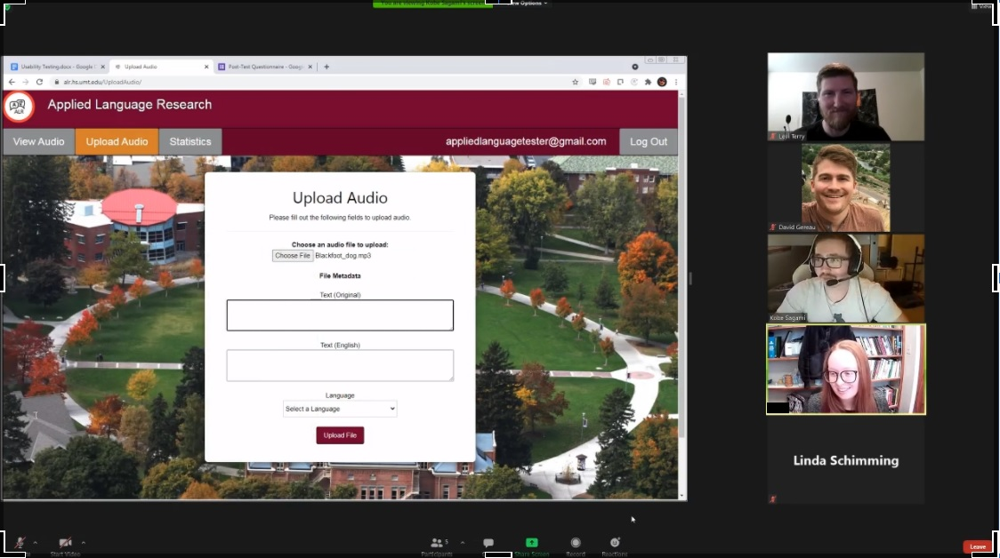 You are viewing Kobe Sagami's screen
View Options
View
Usability Testing.docx - Google
Upload Audio
Post-Test Questionnaire - Goog
alr.hs.umt.edu/UploadAudio/
ALR
Applied Language Research
View Audio
Upload Audio
Statistics
appliedlanguagetester@gmail.com
Log Out
Upload Audio
Please fill out the following fields to upload audio.
Choose an audio file to upload:
Choose File Blackfoot_dog.mp3
File Metadata
Text (Original)
Text (English)
Language
Select a Language
Upload File
Terry
David Gereau
Kobe Sagami
Linda Schimming
Start Video
5
Participants
Share Screen
Record
Reactions
Leave